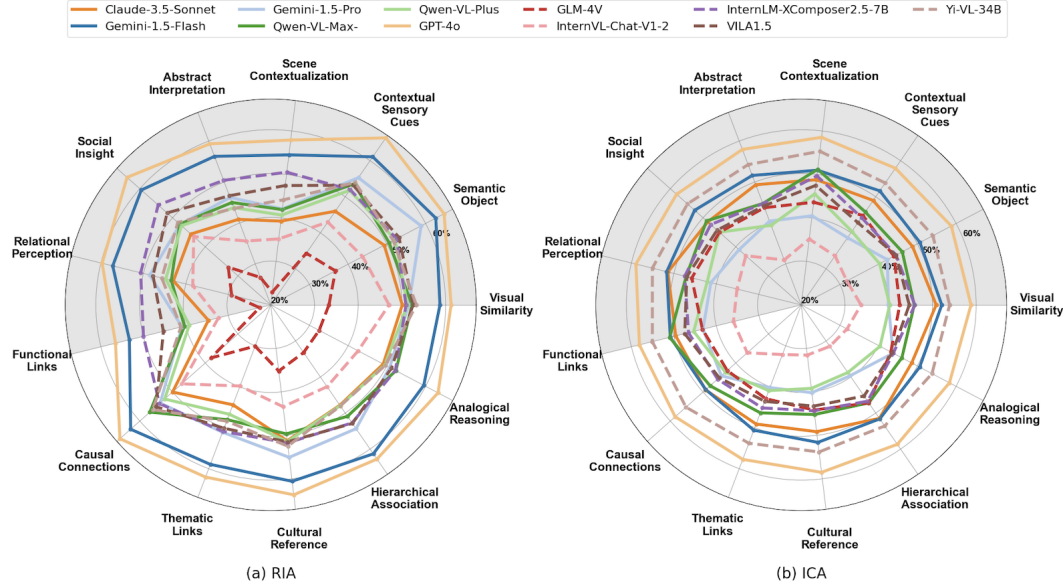 Claude-3.5-Sonnet Gemini-1.5-Pro Qwen-VL-Plus GLM-4V InternLM-XComposer2.5-7B Yi-VL-34B
Gemini-1.5-Flash Qwen-VL-Max- GPT-4o InternVL-Chat-V1-2 VILA1.5
Scene
Contextualization
Abstract
Interpretation
Contextual
Sensory
Cues
Social
Insight
Semantic
Object
Relational
Perception
Visual
Similarity
Functional
Links
Analogical
Reasoning
Causal
Connections
Hierarchical
Association
Thematic
Links
Cultural
Reference
20%
30%
40%
50%
60%
(a) RIA
Scene
Contextualization
Abstract
Interpretation
Contextual
Sensory
Cues
Social
Insight
Semantic
Object
Relational
Perception
Visual
Similarity
Functional
Links
Analogical
Reasoning
Causal
Connections
Hierarchical
Association
Thematic
Links
Cultural
Reference
20%
30%
40%
50%
60%
(b) ICA